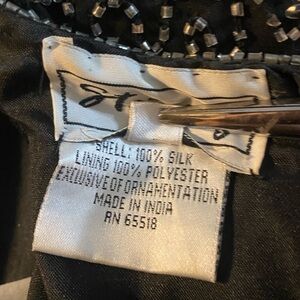 SHELL: 100% SILK
LINING 100% POLYESTER
EXCLUSIVE OF ORNAMENTATION
MADE IN INDIA
RN 65518